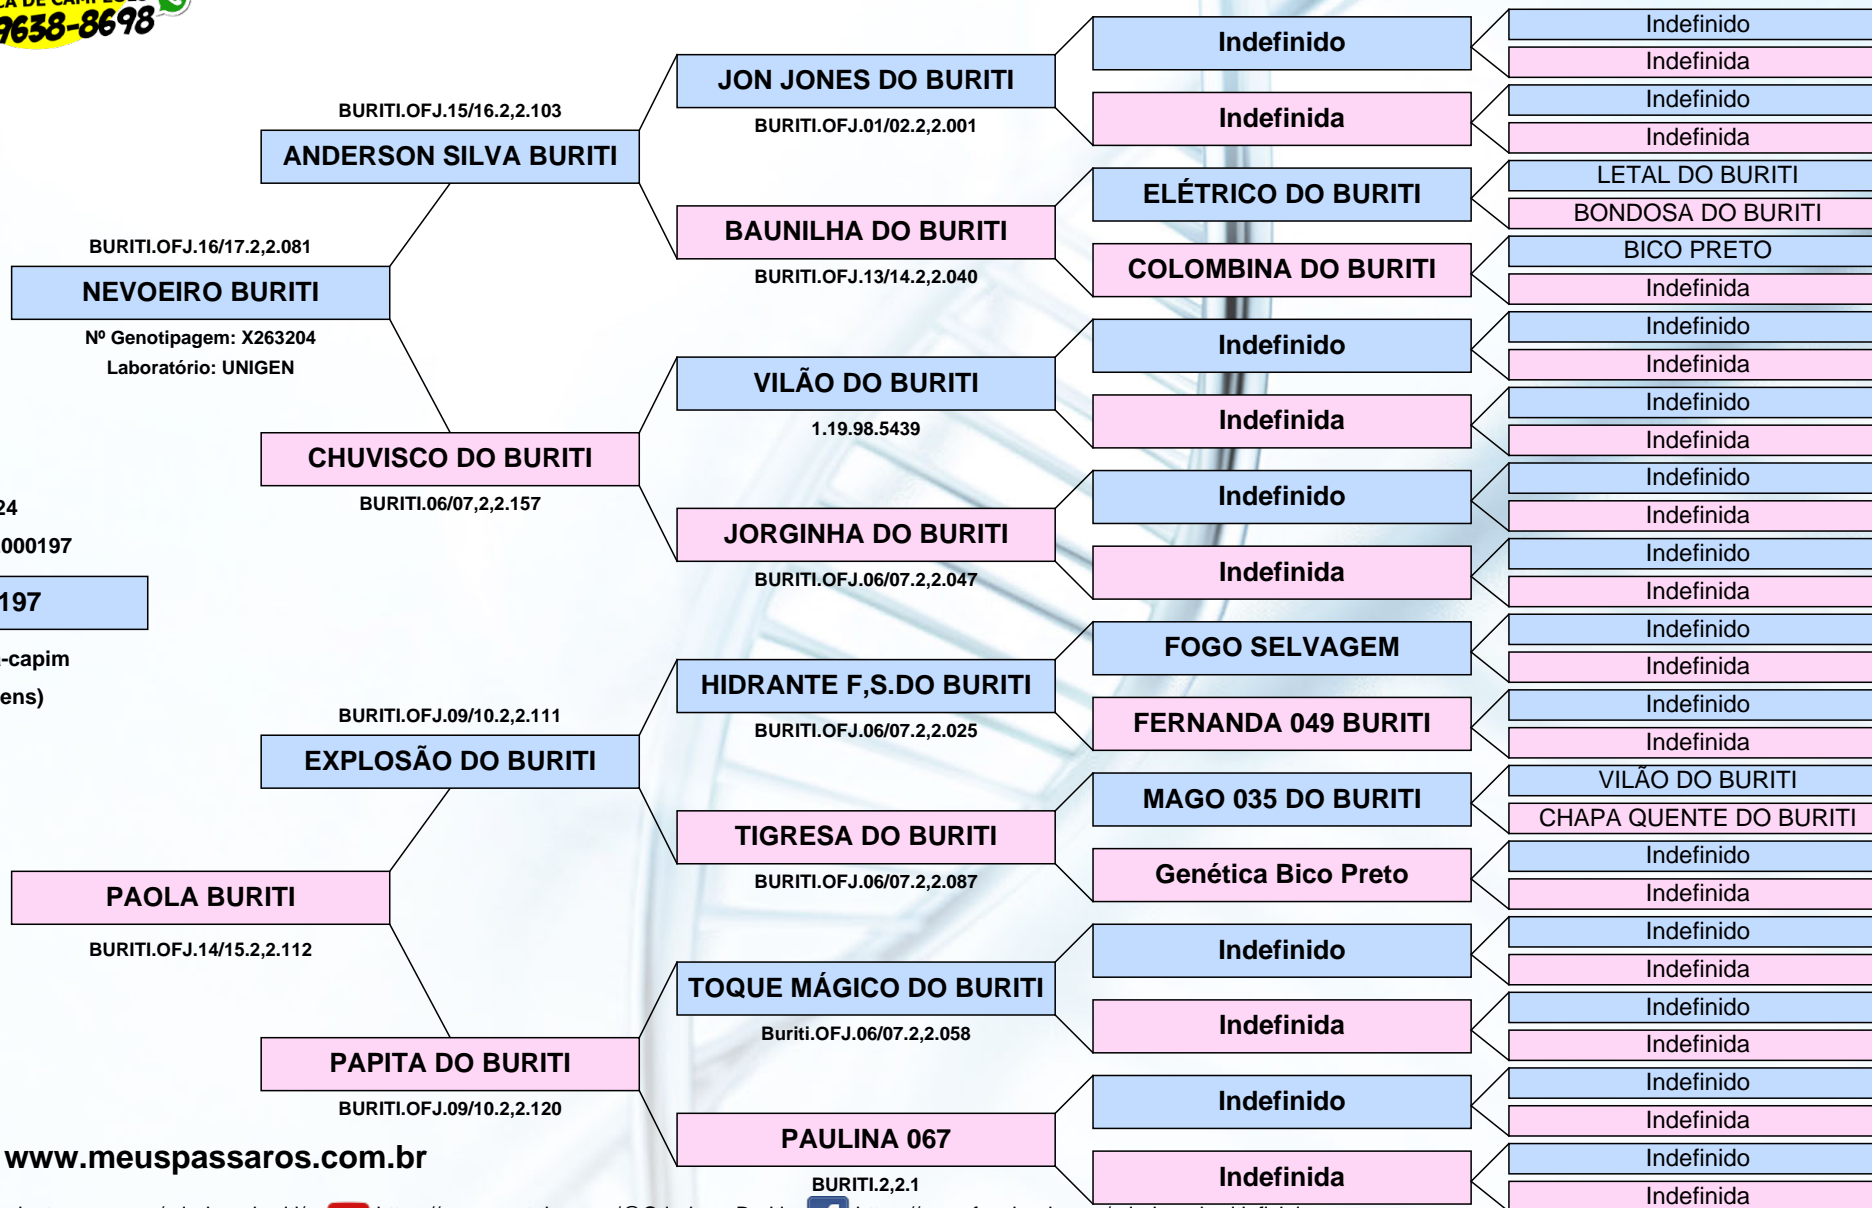 9638-8698
BURITI.OFJ.15/16.2,2.103
ANDERSON SILVA BURITI
BURITI.OFJ.16/17.2,2.081
NEVOEIRO BURITI
Nº Genotipagem: X263204
Laboratório: UNIGEN
CHUVISCO DO BURITI
BURITI.06/07,2,2.157
24
000197
197
-capim
ens)
BURITI.OFJ.09/10.2,2.111
EXPLOSÃO DO BURITI
PAOLA BURITI
BURITI.OFJ.14/15.2,2.112
PAPITA DO BURITI
BURITI.OFJ.09/10.2,2.120
www.meuspassaros.com.br
JON JONES DO BURITI
BURITI.OFJ.01/02.2,2.001
BAUNILHA DO BURITI
BURITI.OFJ.13/14.2,2.040
VILÃO DO BURITI
1.19.98.5439
JORGINHA DO BURITI
BURITI.OFJ.06/07.2,2.047
HIDRANTE F,S.DO BURITI
BURITI.OFJ.06/07.2,2.025
TIGRESA DO BURITI
BURITI.OFJ.06/07.2,2.087
TOQUE MÁGICO DO BURITI
Buriti.OFJ.06/07.2,2.058
PAULINA 067
BURITI.2,2.1
Indefinido
Indefinida
ELÉTRICO DO BURITI
COLOMBINA DO BURITI
Indefinido
Indefinida
Indefinido
Indefinida
FOGO SELVAGEM
FERNANDA 049 BURITI
MAGO 035 DO BURITI
Genética Bico Preto
Indefinido
Indefinida
Indefinido
Indefinida
Indefinido
Indefinida
Indefinido
Indefinida
LETAL DO BURITI
BONDOSA DO BURITI
BICO PRETO
Indefinida
Indefinido
Indefinida
Indefinido
Indefinida
Indefinido
Indefinida
Indefinido
Indefinida
Indefinido
Indefinida
Indefinido
Indefinida
VILÃO DO BURITI
CHAPA QUENTE DO BURITI
Indefinido
Indefinida
Indefinido
Indefinida
Indefinido
Indefinida
Indefinido
Indefinida
Indefinido
Indefinida